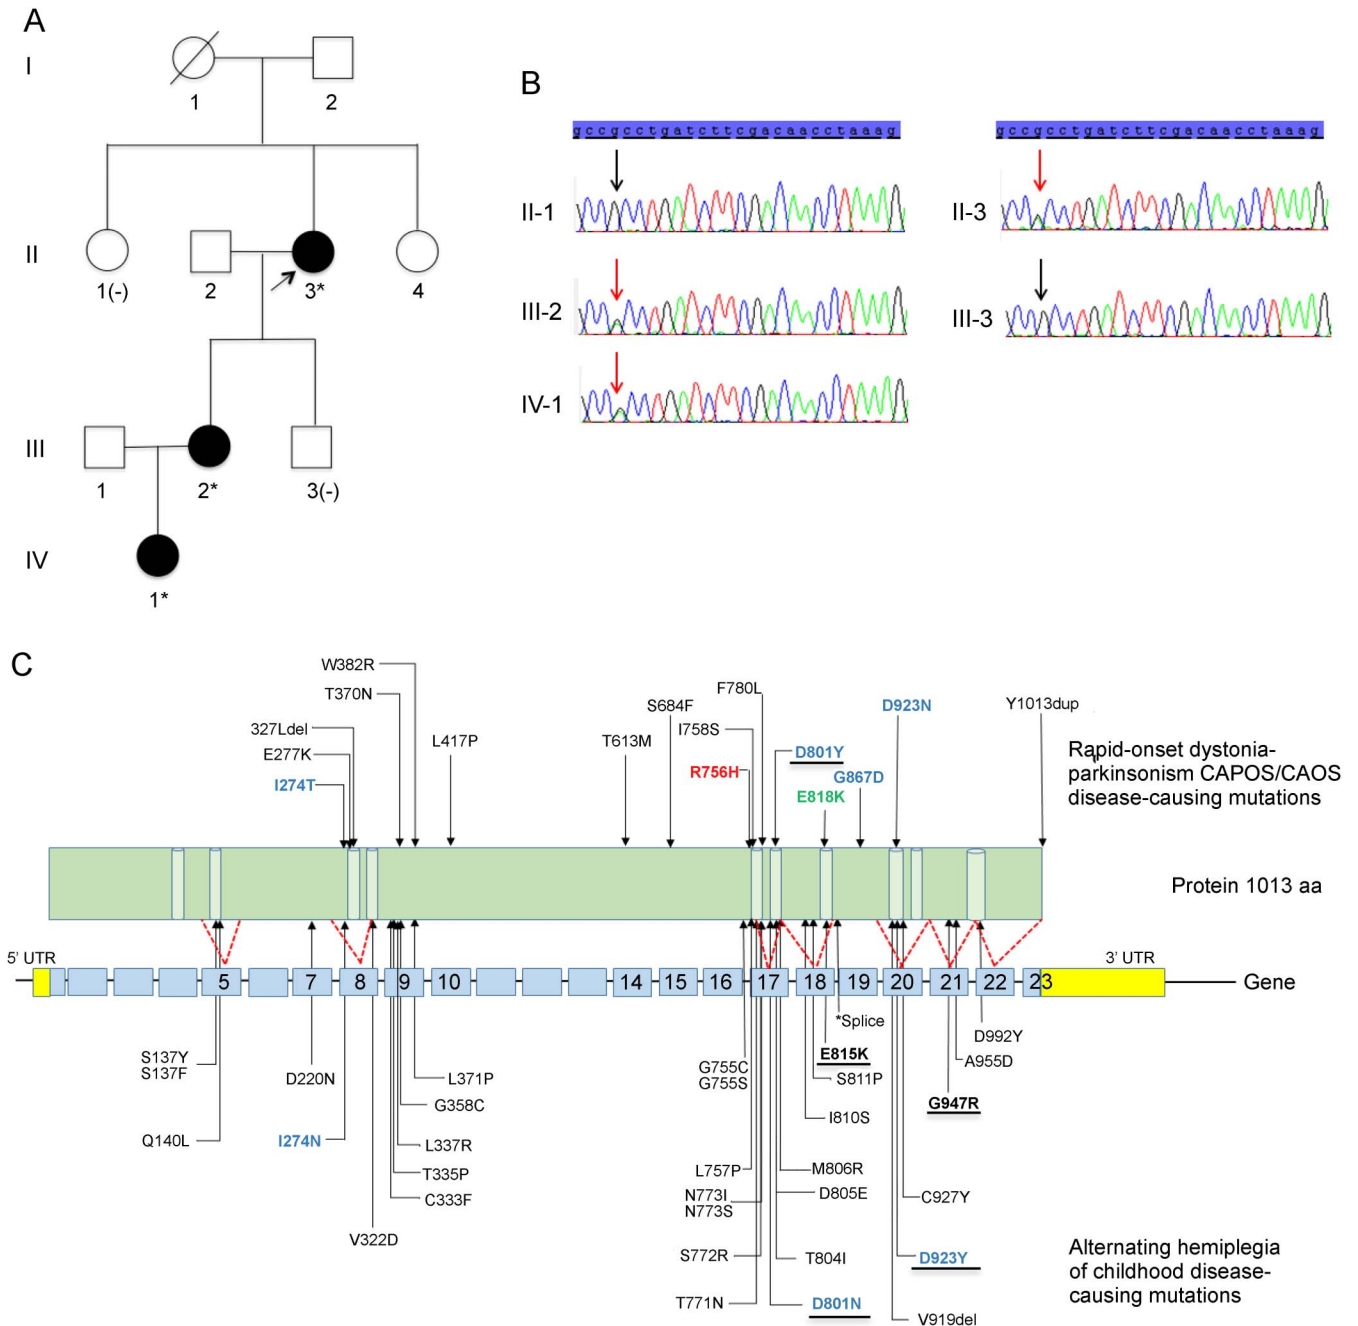 A
I
1
2
II
1(-)
2
3*
4
III
1
2*
3(-)
IV
1*
B
gccgcctgatcttcgacaacctaaag
gccgcctgatcttcgacaacctaaag
II-1
II-3
III-2
III-3
IV-1
C
W382R
T370N
327Ldel
E277K
I274T
L417P
T613M
S684F
F780L
I758S
R756H
D801Y
E818K
G867D
D923N
Y1013dup
Rapid-onset dystonia-
parkinsonism CAPOS/CAOS
disease-causing mutations
Protein 1013 aa
5' UTR
3' UTR
5
7
8
9
10
14
15
16
17
18
19
20
21
22
23
Gene
S137Y
S137F
Q140L
D220N
I274N
V322D
L371P
G358C
L337R
T335P
C333F
G755C
G755S
L757P
N773I
N773S
S772R
T771N
*Splice
E815K
S811P
I810S
M806R
D805E
T804I
D801N
D992Y
A955D
G947R
C927Y
D923Y
V919del
Alternating hemiplegia
of childhood disease-
causing mutations